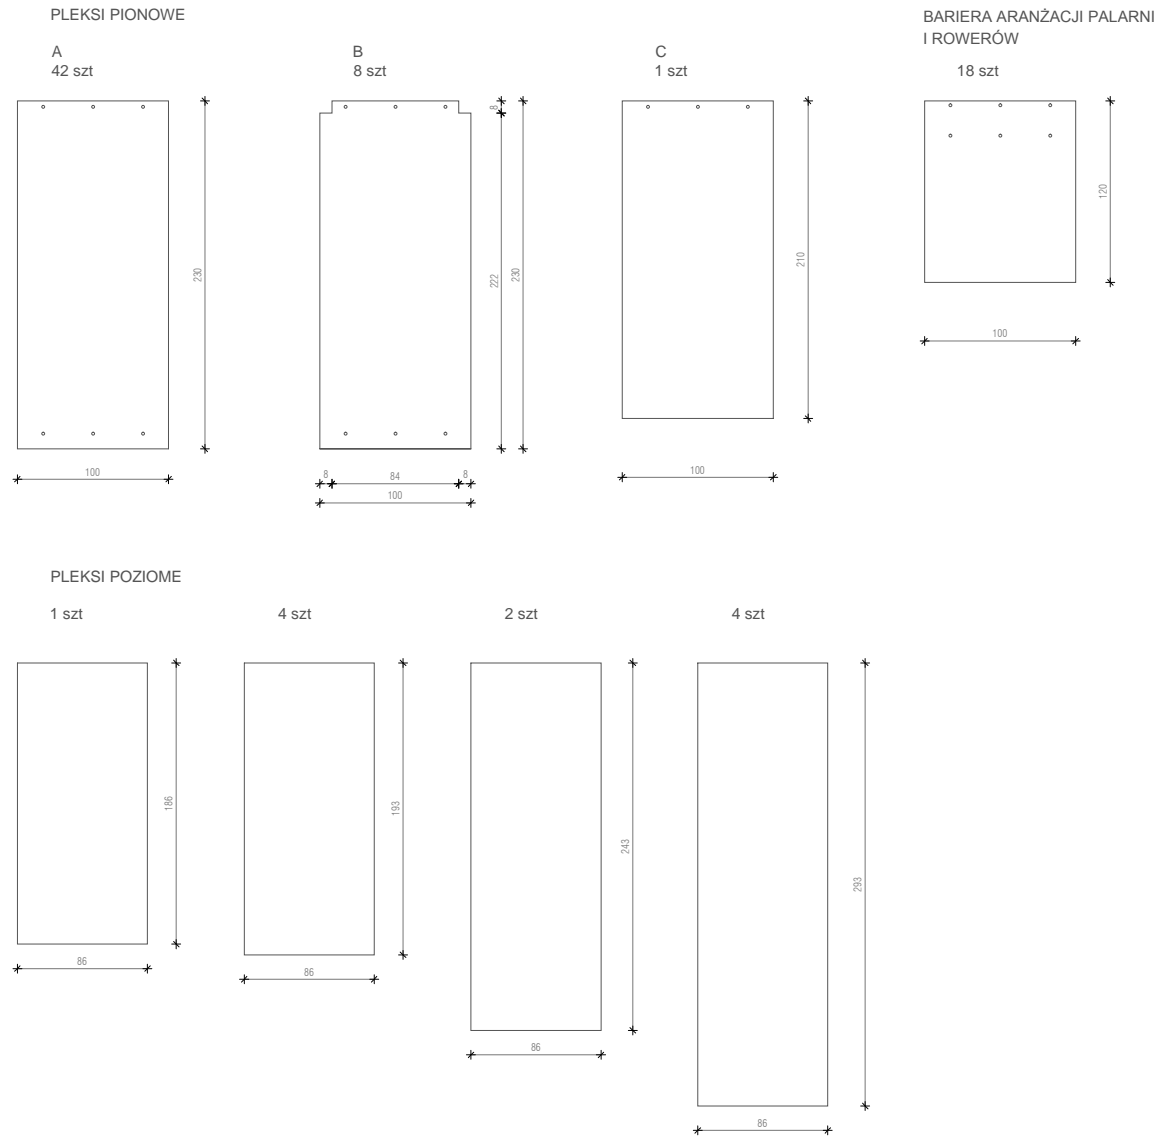 PLEKSI PIONOWE
A
42 szt
230
100
B
8 szt
8
222
230
8
84
8
100
C
1 szt
210
100
BARIERA ARANŻACJI PALARNI
I ROWERÓW
18 szt
120
100
PLEKSI POZIOME
1 szt
186
86
4 szt
193
86
2 szt
243
86
4 szt
293
86